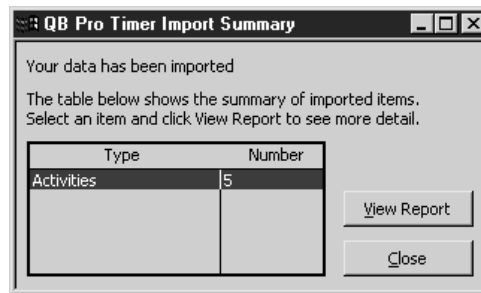 QB Pro Timer Import Summary
Your data has been imported
The table below shows the summary of imported items.
Select an item and click View Report to see more detail.
Type Number
Activities 5
View Report
Close